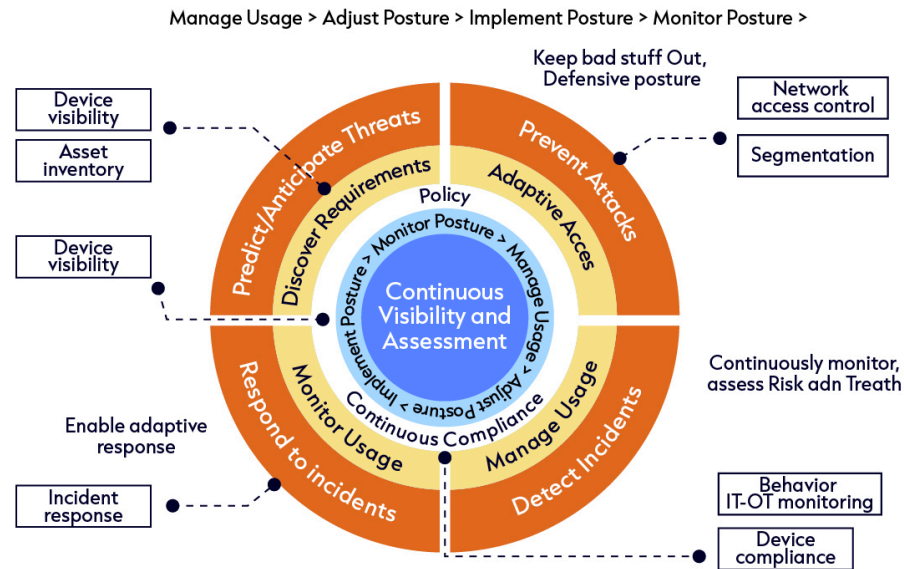 Manage Usage > Adjust Posture > Implement Posture > Monitor Posture >
Keep bad stuff Out,
Defensive posture
Device
visibility
Asset
inventory
Device
visibility
Network
access control
Segmentation
Predict/Anticipate Threats
Prevent Attacks
Discover Requirements
Adaptive Acces
Policy
Implement Posture > Monitor Posture > Manage Usage > Adjust Posture >
Continuous
Visibility and
Assessment
Continuous Compliance
Monitor Usage
Manage Usage
Respond to incidents
Detect Incidents
Continuously monitor,
assess Risk adn Treath
Enable adaptive
response
Incident
response
Behavior
IT-OT monitoring
Device
compliance